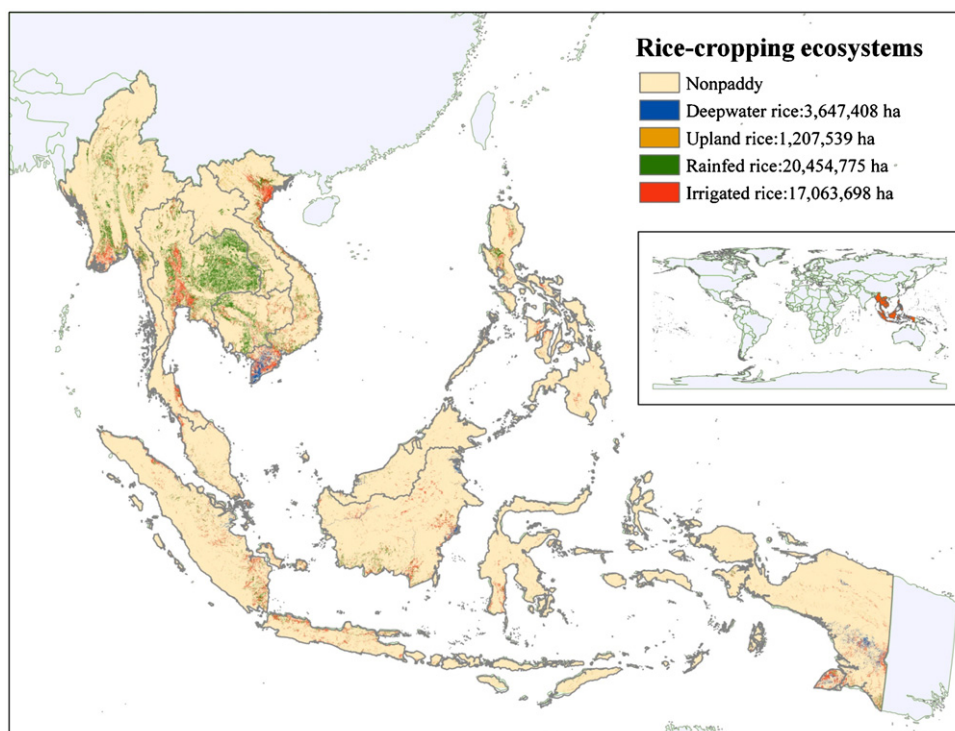 Rice-cropping ecosystems
Nonpaddy
Deepwater rice:3,647,408 ha
Upland rice:1,207,539 ha
Rainfed rice:20,454,775 ha
Irrigated rice:17,063,698 ha